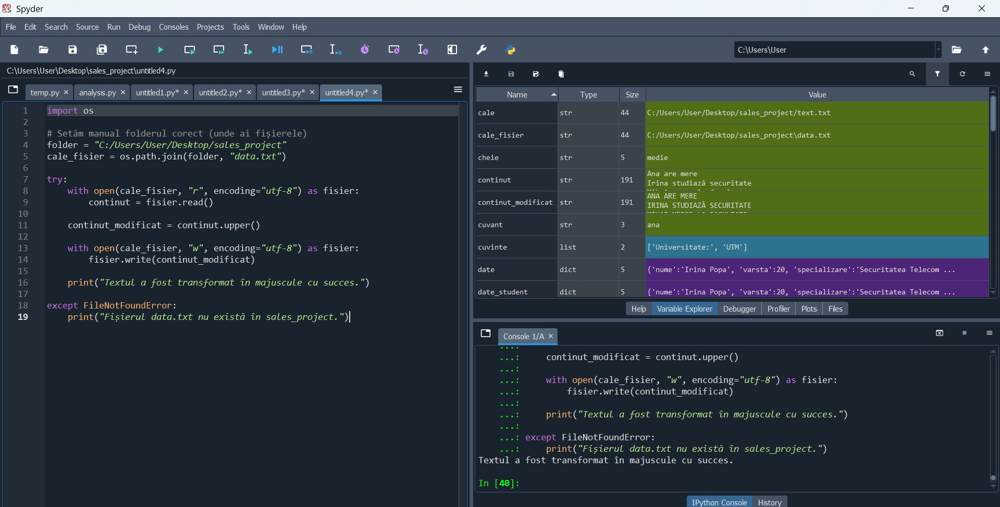 Spyder
File Edit Search Source Run Debug Consoles Projects Tools Window Help
C:\Users\User
C:\Users\User\Desktop\sales_project\untitled4.py
temp.py analysis.py untitled1.py* untitled2.py* untitled3.py* untitled4.py*
1 import os
2
3 # Setăm manual folderul corect (unde ai fișierele)
4 folder = "C:/Users/User/Desktop/sales_project"
5 cale_fisier = os.path.join(folder, "data.txt")
6
7 try:
8     with open(cale_fisier, "r", encoding="utf-8") as fisier:
9         continut = fisier.read()
10
11     continut_modificat = continut.upper()
12
13     with open(cale_fisier, "w", encoding="utf-8") as fisier:
14         fisier.write(continut_modificat)
15
16     print("Textul a fost transformat în majuscule cu succes.")
17
18 except FileNotFoundError:
19     print("Fișierul data.txt nu există în sales_project.")
Name Type Size Value
cale str 44 C:/Users/User/Desktop/sales_project/text.txt
cale_fisier str 44 C:/Users/User/Desktop/sales_project\data.txt
cheie str 5 medie
continut str 191 Ana are mere
Irina studiază securitate
continut_modificat str 191 ANA ARE MERE
IRINA STUDIAZĂ SECURITATE
MIHAI MERGE LA FACULTATE
cuvant str 3 ana
cuvinte list 2 ['Universitate:', 'UTM']
date dict 5 {'nume':'Irina Popa', 'varsta':20, 'specializare':'Securitatea Telecom ...
date_student dict 5 {'nume':'Irina Popa', 'varsta':20, 'specializare':'Securitatea Telecom ...
Help Variable Explorer Debugger Profiler Plots Files
Console 1/A
...:
...:     continut_modificat = continut.upper()
...:
...:     with open(cale_fisier, "w", encoding="utf-8") as fisier:
...:         fisier.write(continut_modificat)
...:
...:     print("Textul a fost transformat în majuscule cu succes.")
...:
...: except FileNotFoundError:
...:     print("Fișierul data.txt nu există în sales_project.")
Textul a fost transformat în majuscule cu succes.
In [40]:
IPython Console History